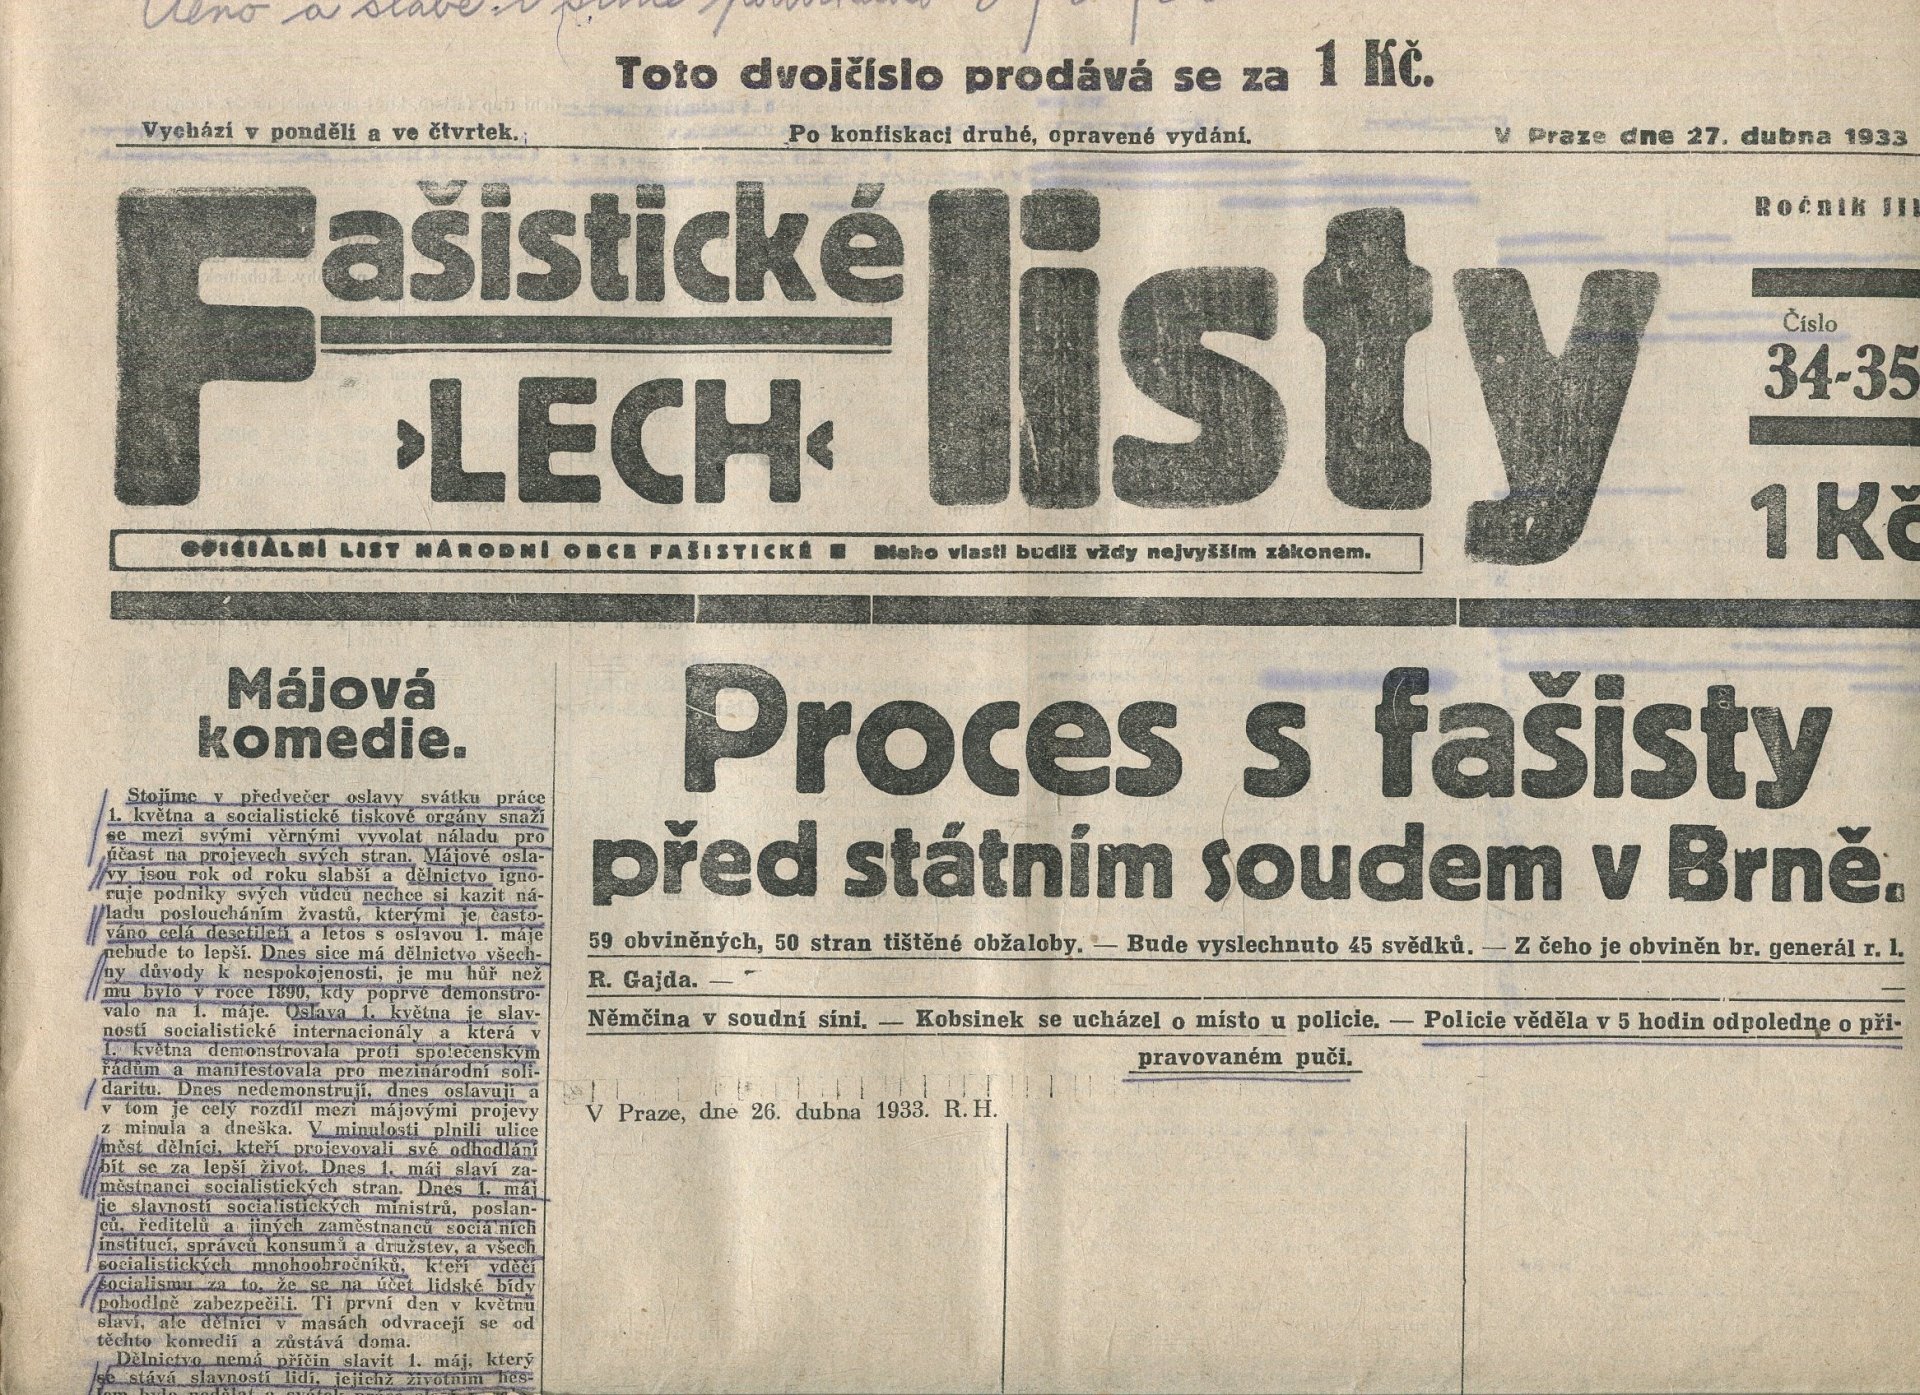 Toto dvojčíslo prodává se za 1 Kč.
Vychází v pondělí a ve čtvrtek.
Po konfiskaci druhé, opravené vydání.
V Praze dne 27. dubna 1933
Fašistické listy
›LECH‹
Ročník III
Číslo
34-35
1 Kč
OFICIÁLNÍ LIST NÁRODNÍ OBCE FAŠISTICKÉ ■ Blaho vlasti budiž vždy nejvyšším zákonem.
Májová
komedie.
Stojíme v předvečer oslavy svátku práce
1. května a socialistické tiskové orgány snaží
se mezi svými věrnými vyvolat náladu pro
účast na projevech svých stran. Májové osla-
vy jsou rok od roku slabší a dělnictvo igno-
ruje podniky svých vůdců nechce si kazit ná-
ladu posloucháním žvastů, kterými je často-
váno celá desetiletí a letos s oslavou 1. máje
nebude to lepší. Dnes sice má dělnictvo všech-
ny důvody k nespokojenosti, je mu hůř než
mu bylo v roce 1890, kdy poprvé demonstro-
valo na 1. máje. Oslava 1. května je slav-
ností socialistické internacionály a která v
1. května demonstrovala proti společenským
řádům a manifestovala pro mezinárodní soli-
daritu. Dnes nedemonstrují, dnes oslavují a
v tom je celý rozdíl mezi májovými projevy
z minula a dneška. V minulosti plnili ulice
měst dělníci, kteří projevovali své odhodlání
bít se za lepší život. Dnes 1. máj slaví za-
městnanci socialistických stran. Dnes 1. máj
je slavností socialistických ministrů, poslan-
ců, ředitelů a jiných zaměstnanců sociálních
institucí, správců konsumů a družstev, a všech
socialistických mnohoobročníků, kteří vděčí
socialismu za to, že se na účet lidské bídy
pohodlně zabezpečili. Ti první den v květnu
slaví, ale dělníci v masách odvracejí se od
těchto komedií a zůstává doma.
Dělnictvo nemá příčin slavit 1. máj, který
se stává slavností lidí, jejichž životním hes-
Proces s fašisty
před státním soudem v Brně.
59 obviněných, 50 stran tištěné obžaloby. — Bude vyslechnuto 45 svědků. — Z čeho je obviněn br. generál r. l.
R. Gajda. — —
Němčina v soudní síni. — Kobsinek se ucházel o místo u policie. — Policie věděla v 5 hodin odpoledne o při-
pravovaném puči.
V Praze, dne 26. dubna 1933. R. H.